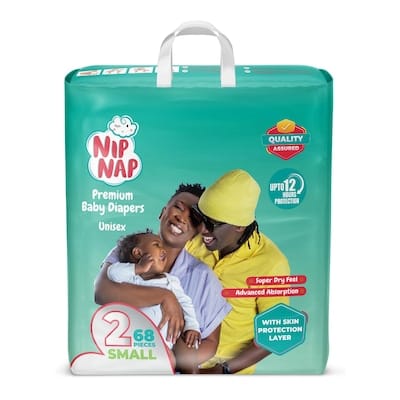 NIP
NAP
Premium
Baby Diapers
Unisex
QUALITY
ASSURED
UPTO 12
HOURS
PROTECTION
Super Dry Feel
Advanced Absorption
WITH SKIN
PROTECTION
LAYER
2
68
PIECES
SMALL